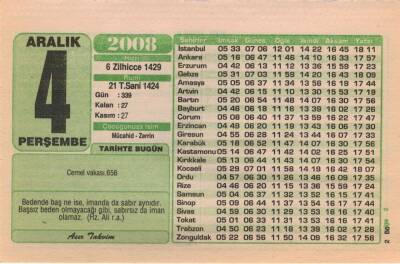 ARALIK
4
PERŞEMBE
2008
Hicri
6 Zilhicce 1429
Rumi
21 T.Sani 1424
Gün : 339
Kalan : 27
Kasım : 27
Çocuğunuza isim
Mücahid - Zerrin
TARİHTE BUGÜN
Cemel vakası.656
Bedende baş ne ise, imanda da sabır aynıdır.
Başsız beden olmayacağı gibi, sabırsız da iman
olamaz. (Hz. Ali r.a.)
Acar Takvim
Şehirler İmsak Güneş Öğle İkindi Akşam Yatsı
İstanbul 05 33 07 06 12 01 14 22 16 45 18 11
Ankara 05 16 06 47 11 46 14 10 16 33 17 57
Erzurum 04 42 06 13 11 12 13 36 15 59 17 23
Gebze 05 31 07 03 11 58 14 20 16 43 18 09
Amasya 05 05 06 37 11 34 13 56 16 19 17 44
Artvin 04 42 06 15 11 10 13 30 15 53 17 19
Bartın 05 20 06 54 11 48 14 07 16 30 17 56
Bayburt 04 48 06 19 11 16 13 39 16 02 17 26
Çorum 05 08 06 40 11 37 13 59 16 22 17 47
Erzincan 04 49 06 20 11 19 13 43 16 06 17 30
Giresun 04 55 06 28 11 24 13 44 16 07 17 33
Karabük 05 18 06 52 11 47 14 07 16 30 17 56
Kastamonu 05 14 06 47 11 42 14 02 16 25 17 51
Kırıkkale 05 13 06 44 11 43 14 07 16 30 17 54
Kocaeli 05 29 07 01 11 58 14 19 16 42 18 07
Ordu 04 57 06 30 11 26 13 46 16 09 17 35
Rize 04 46 06 20 11 15 13 36 15 59 17 24
Samsun 05 04 06 37 11 32 13 52 16 15 17 41
Sinop 05 09 06 44 11 37 13 54 16 17 17 44
Sivas 04 59 06 30 11 29 13 53 16 16 17 40
Tokat 05 01 06 33 11 31 13 53 16 16 17 41
Trabzon 04 50 06 23 11 18 13 39 16 02 17 28
Zonguldak 05 22 06 56 11 50 14 09 16 32 17 58